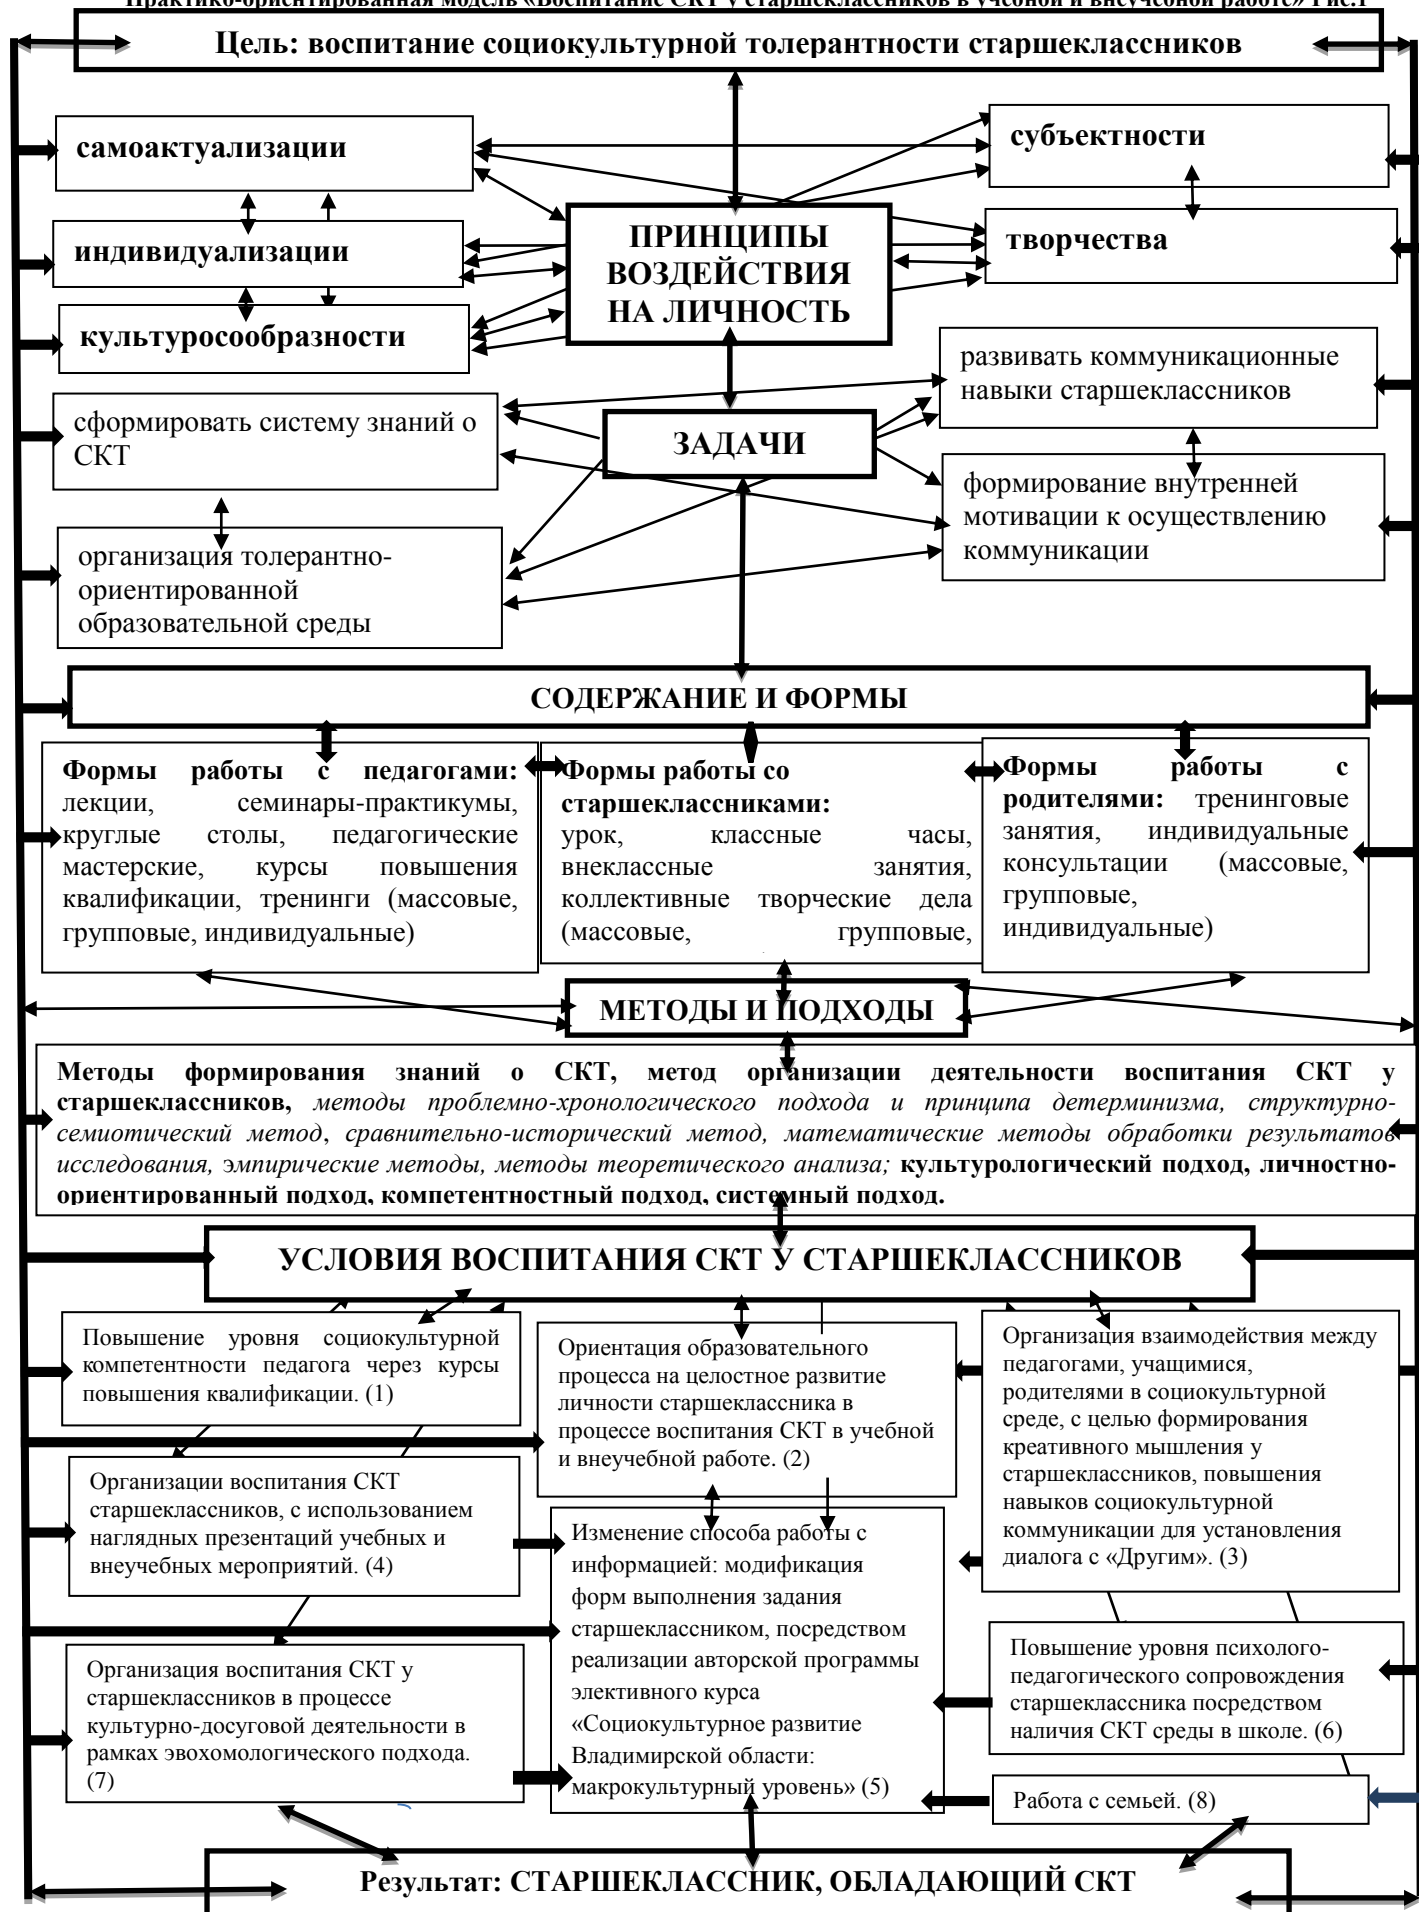 Практико-ориентированная модель «Воспитание СКТ у старшеклассников в учебной и внеучебной работе» Рис.1
Цель: воспитание социокультурной толерантности старшеклассников
самоактуализации
субъектности
ПРИНЦИПЫ
ВОЗДЕЙСТВИЯ
НА ЛИЧНОСТЬ
индивидуализации
творчества
культуросообразности
развивать коммуникационные
навыки старшеклассников
сформировать систему знаний о
СКТ
ЗАДАЧИ
формирование внутренней
мотивации к осуществлению
коммуникации
организация толерантно-
ориентированной
образовательной среды
СОДЕРЖАНИЕ И ФОРМЫ
Формы работы с педагогами:
лекции, семинары-практикумы,
круглые столы, педагогические
мастерские, курсы повышения
квалификации, тренинги (массовые,
групповые, индивидуальные)
Формы работы со
старшеклассниками:
урок, классные часы,
внеклассные занятия,
коллективные творческие дела
(массовые, групповые,
Формы работы с
родителями: тренинговые
занятия, индивидуальные
консультации (массовые,
групповые,
индивидуальные)
МЕТОДЫ И ПОДХОДЫ
Методы формирования знаний о СКТ, метод организации деятельности воспитания СКТ у
старшеклассников, методы проблемно-хронологического подхода и принципа детерминизма, структурно-
семиотический метод, сравнительно-исторический метод, математические методы обработки результатов
исследования, эмпирические методы, методы теоретического анализа; культурологический подход, личностно-
ориентированный подход, компетентностный подход, системный подход.
УСЛОВИЯ ВОСПИТАНИЯ СКТ У СТАРШЕКЛАССНИКОВ
Повышение уровня социокультурной
компетентности педагога через курсы
повышения квалификации. (1)
Ориентация образовательного
процесса на целостное развитие
личности старшеклассника в
процессе воспитания СКТ в учебной
и внеучебной работе. (2)
Организация взаимодействия между
педагогами, учащимися,
родителями в социокультурной
среде, с целью формирования
креативного мышления у
старшеклассников, повышения
навыков социокультурной
коммуникации для установления
диалога с «Другим». (3)
Организации воспитания СКТ
старшеклассников, с использованием
наглядных презентаций учебных и
внеучебных мероприятий. (4)
Изменение способа работы с
информацией: модификация
форм выполнения задания
старшеклассником, посредством
реализации авторской программы
элективного курса
«Социокультурное развитие
Владимирской области:
макрокультурный уровень» (5)
Повышение уровня психолого-
педагогического сопровождения
старшеклассника посредством
наличия СКТ среды в школе. (6)
Организация воспитания СКТ у
старшеклассников в процессе
культурно-досуговой деятельности в
рамках эвохомологического подхода.
(7)
Работа с семьей. (8)
Результат: СТАРШЕКЛАССНИК, ОБЛАДАЮЩИЙ СКТ